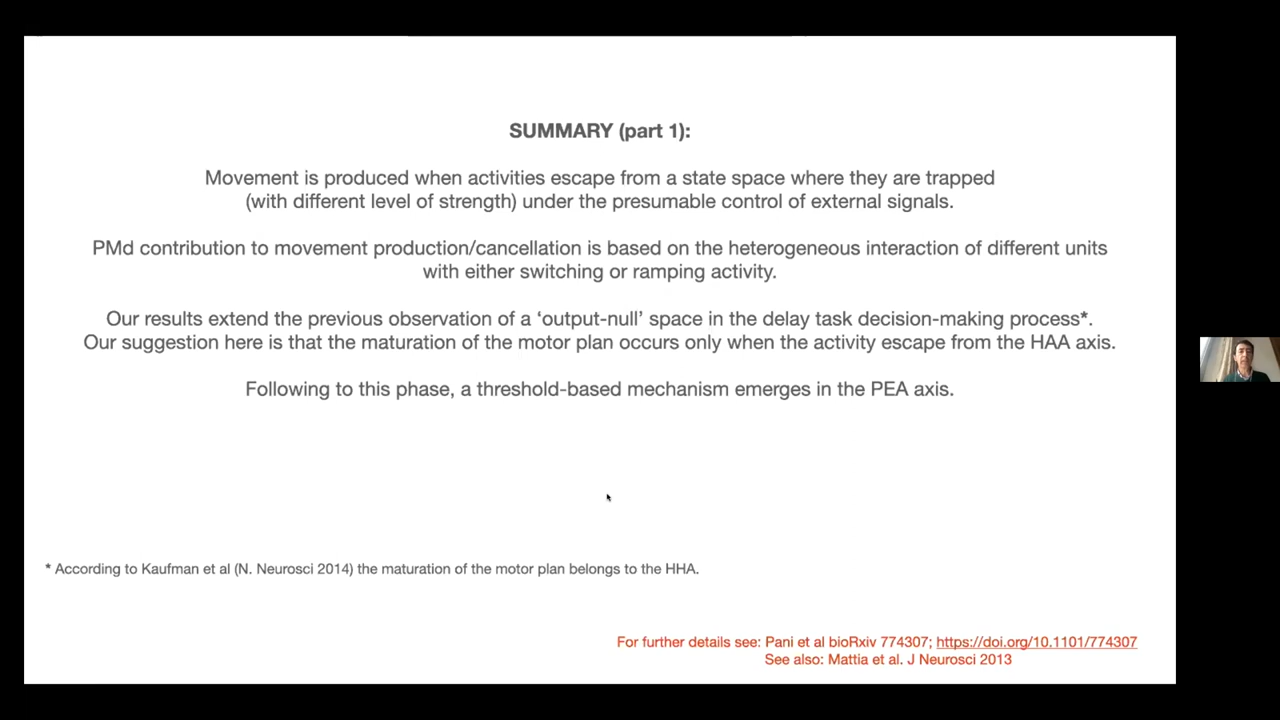 SUMMARY (part 1):
Movement is produced when activities escape from a state space where they are trapped
(with different level of strength) under the presumable control of external signals.
PMd contribution to movement production/cancellation is based on the heterogeneous interaction of different units
with either switching or ramping activity.
Our results extend the previous observation of a ‘output-null’ space in the delay task decision-making process*.
Our suggestion here is that the maturation of the motor plan occurs only when the activity escape from the HAA axis.
Following to this phase, a threshold-based mechanism emerges in the PEA axis.
* According to Kaufman et al (N. Neurosci 2014) the maturation of the motor plan belongs to the HHA.
For further details see: Pani et al bioRxiv 774307; https://doi.org/10.1101/774307
See also: Mattia et al. J Neurosci 2013